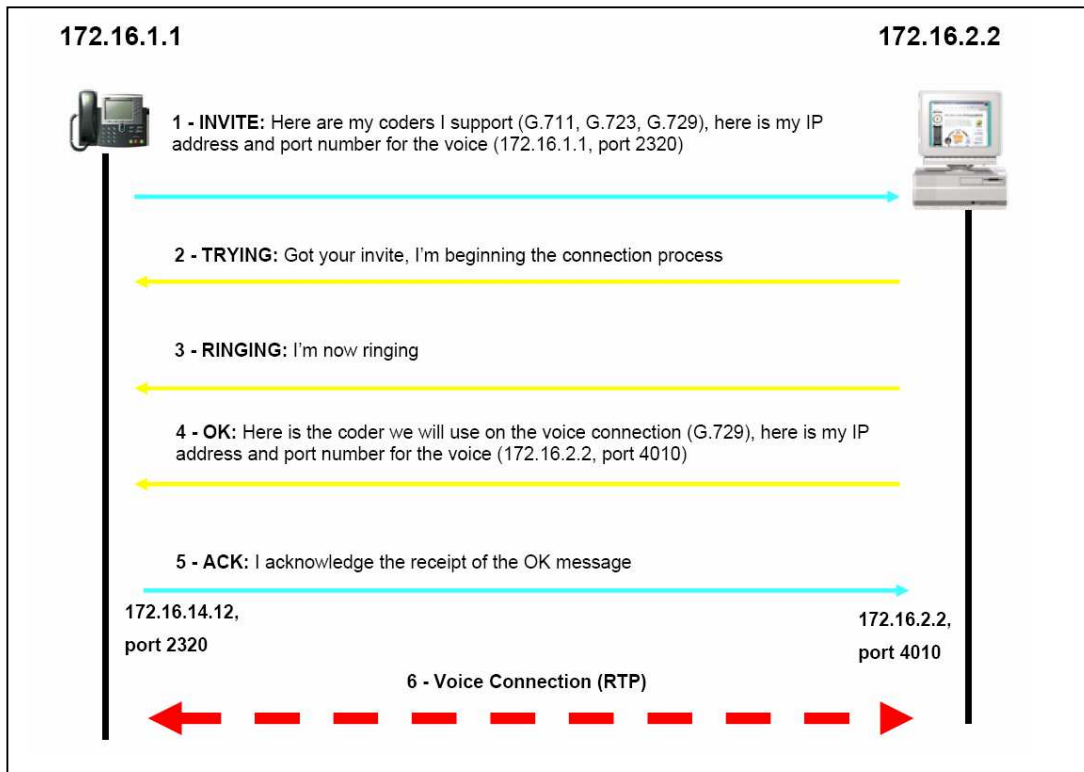 172.16.1.1
172.16.2.2
1 - INVITE: Here are my coders I support (G.711, G.723, G.729), here is my IP
address and port number for the voice (172.16.1.1, port 2320)
2 - TRYING: Got your invite, I'm beginning the connection process
3 - RINGING: I'm now ringing
4 - OK: Here is the coder we will use on the voice connection (G.729), here is my IP
address and port number for the voice (172.16.2.2, port 4010)
5 - ACK: I acknowledge the receipt of the OK message
172.16.14.12,
port 2320
172.16.2.2,
port 4010
6 - Voice Connection (RTP)